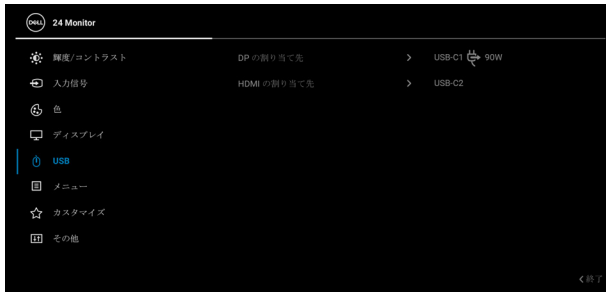 DELL 24 Monitor
輝度/コントラスト DP の割り当て先 USB-C1 90W
入力信号 HDMI の割り当て先 USB-C2
色
ディスプレイ
USB
メニュー
カスタマイズ
その他
終了